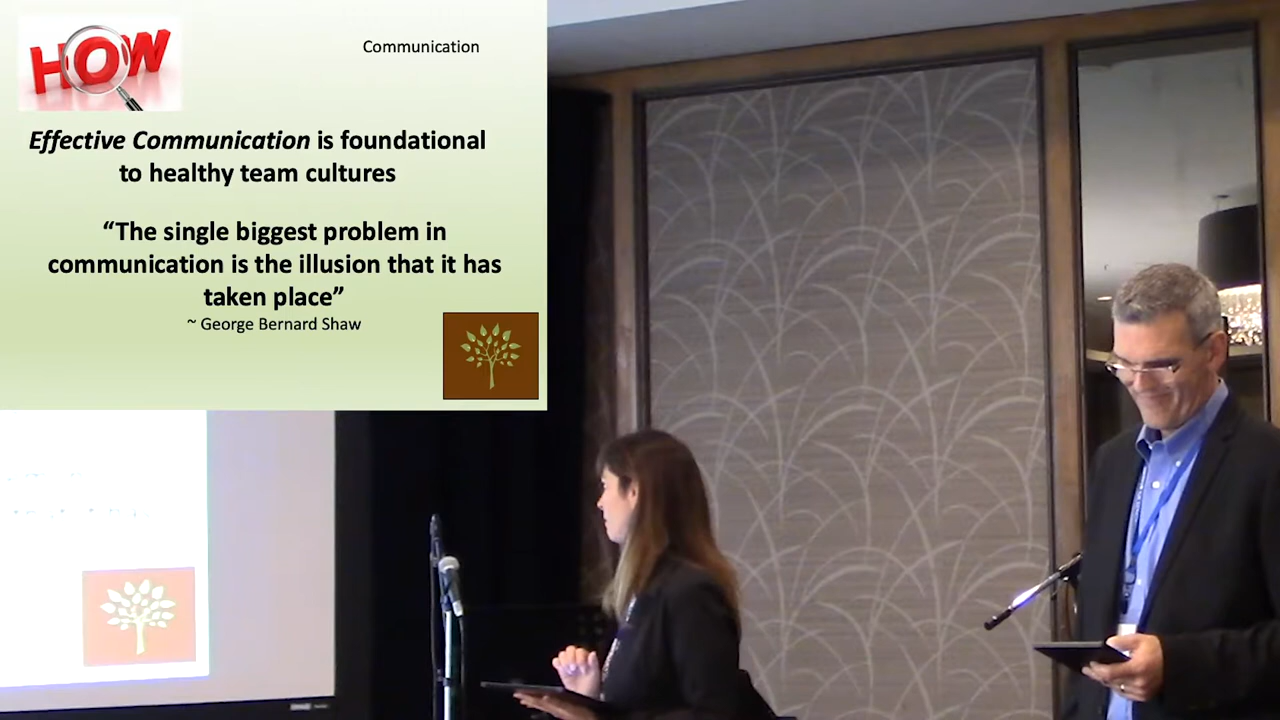 HOW
Communication
Effective Communication is foundational
to healthy team cultures
“The single biggest problem in
communication is the illusion that it has
taken place”
~ George Bernard Shaw